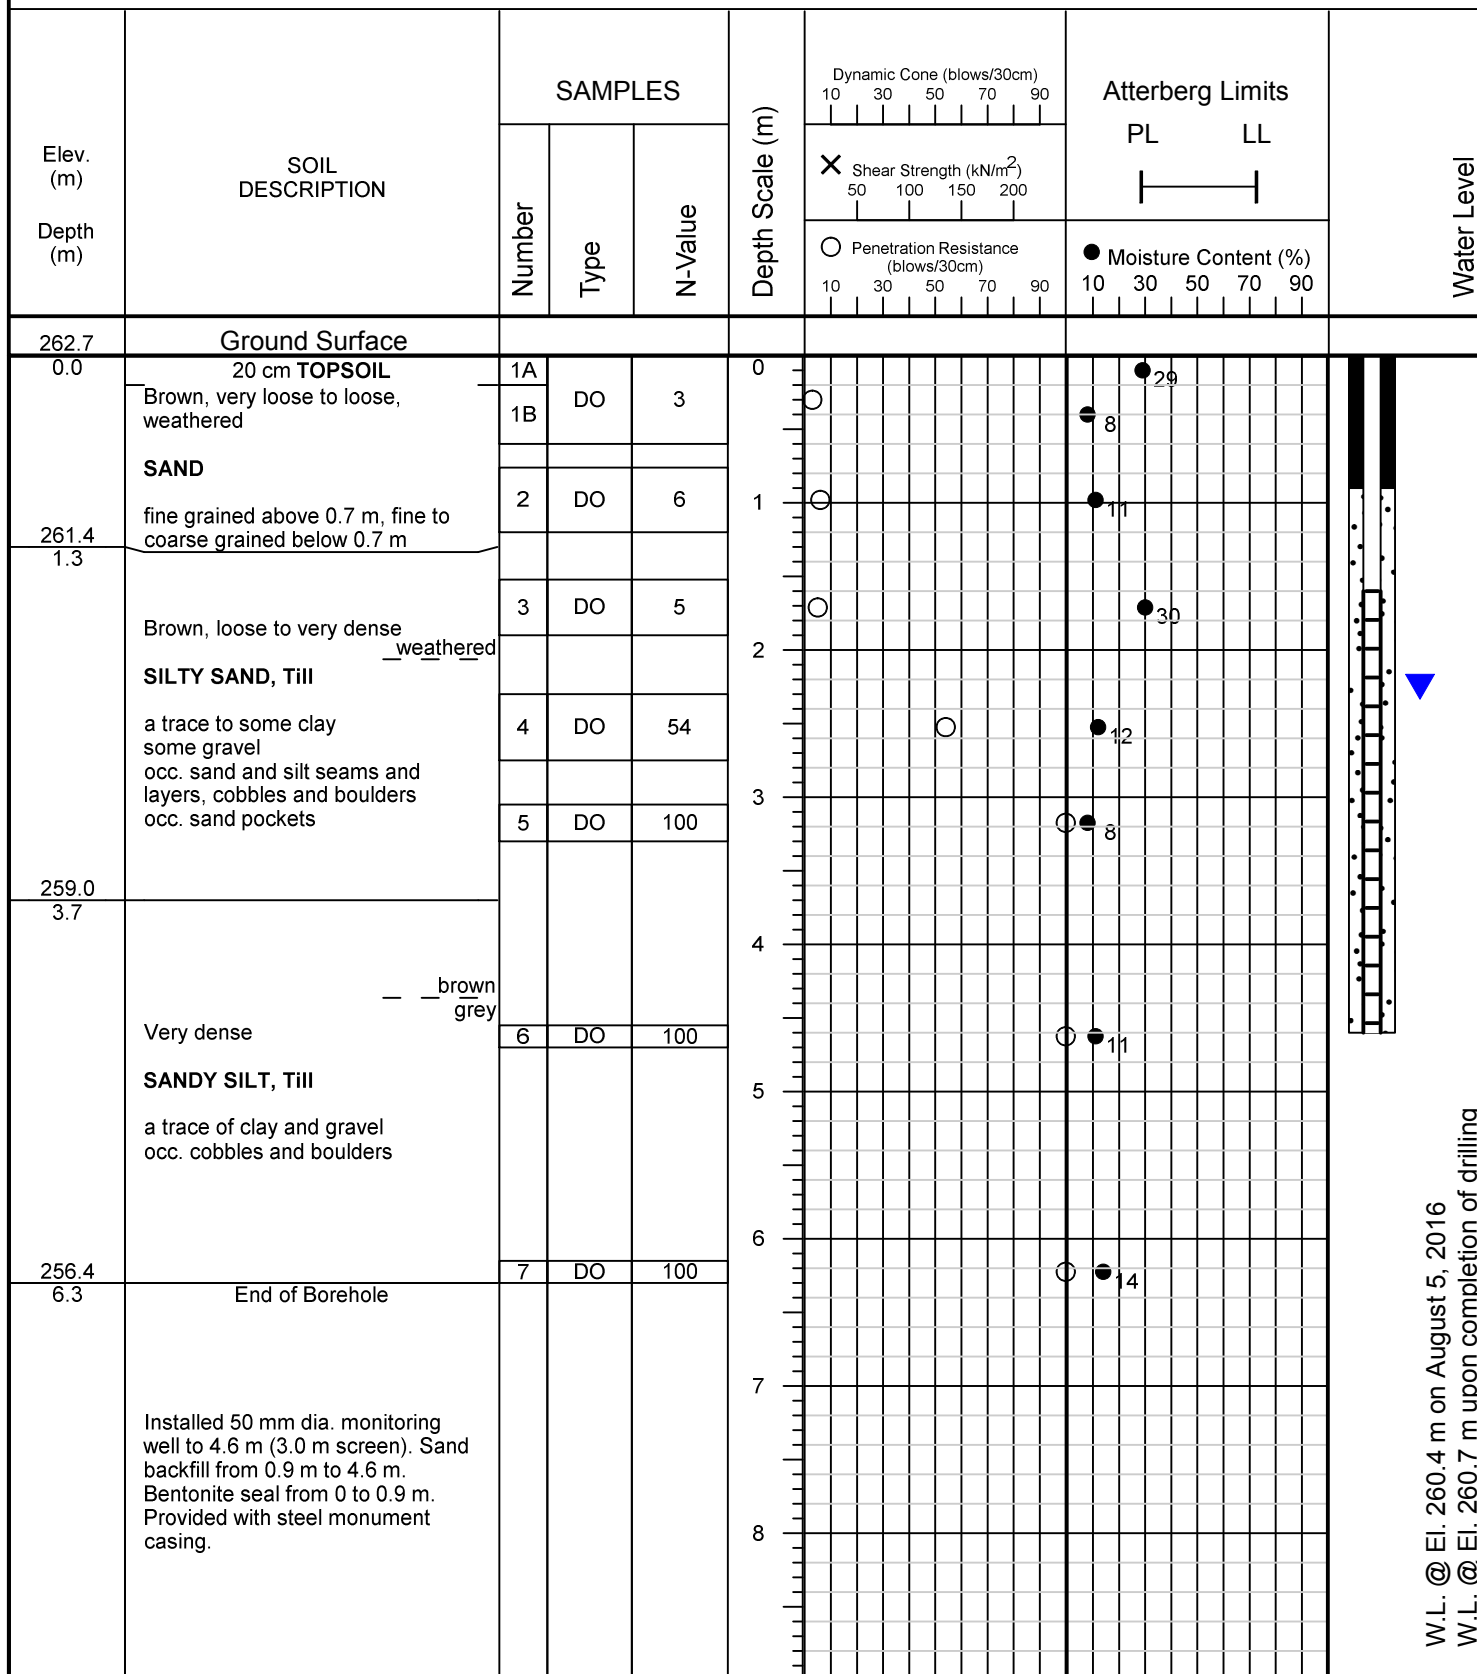 Elev.
(m)
Depth
(m)
SOIL
DESCRIPTION
SAMPLES
Number
Type
N-Value
Depth Scale (m)
Dynamic Cone (blows/30cm)
10 30 50 70 90
Shear Strength (kN/m2)
50 100 150 200
Penetration Resistance
(blows/30cm)
10 30 50 70 90
Atterberg Limits
PL LL
Moisture Content (%)
10 30 50 70 90
Water Level
262.7
Ground Surface
0.0
20 cm TOPSOIL
1A
DO
3
0
29
Brown, very loose to loose,
weathered
1B
8
SAND
2
DO
6
1
11
fine grained above 0.7 m, fine to
coarse grained below 0.7 m
261.4
1.3
3
DO
5
30
Brown, loose to very dense
weathered
2
SILTY SAND, Till
a trace to some clay
some gravel
occ. sand and silt seams and
layers, cobbles and boulders
occ. sand pockets
4
DO
54
12
3
5
DO
100
8
259.0
3.7
4
brown
grey
Very dense
6
DO
100
11
SANDY SILT, Till
5
a trace of clay and gravel
occ. cobbles and boulders
6
7
DO
100
14
256.4
6.3
End of Borehole
7
Installed 50 mm dia. monitoring
well to 4.6 m (3.0 m screen). Sand
backfill from 0.9 m to 4.6 m.
Bentonite seal from 0 to 0.9 m.
Provided with steel monument
casing.
8
W.L. @ El. 260.4 m on August 5, 2016
W.L. @ El. 260.7 m upon completion of drilling